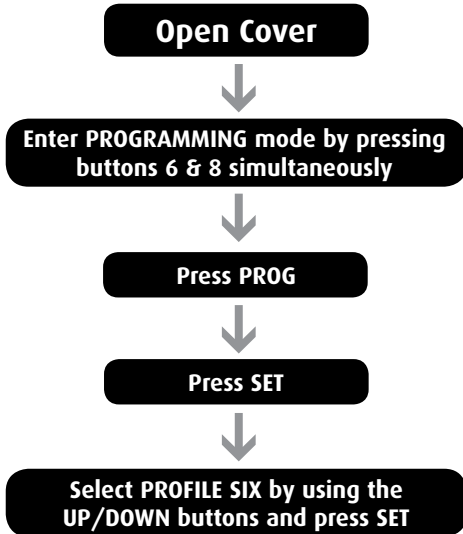 Open Cover
Enter PROGRAMMING mode by pressing
buttons 6 & 8 simultaneously
Press PROG
Press SET
Select PROFILE SIX by using the
UP/DOWN buttons and press SET